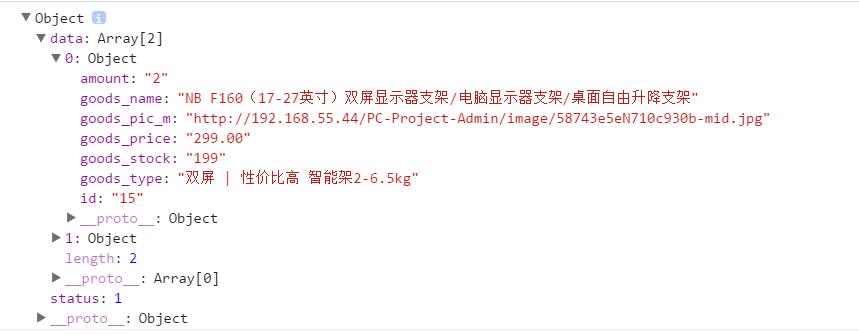 Object i
data: Array[2]
0: Object
amount: "2"
goods_name: "NB F160（17-27英寸）双屏显示器支架/电脑显示器支架/桌面自由升降支架"
goods_pic_m: "http://192.168.55.44/PC-Project-Admin/image/58743e5eN710c930b-mid.jpg"
goods_price: "299.00"
goods_stock: "199"
goods_type: "双屏 | 性价比高 智能架2-6.5kg"
id: "15"
__proto__: Object
1: Object
length: 2
__proto__: Array[0]
status: 1
__proto__: Object